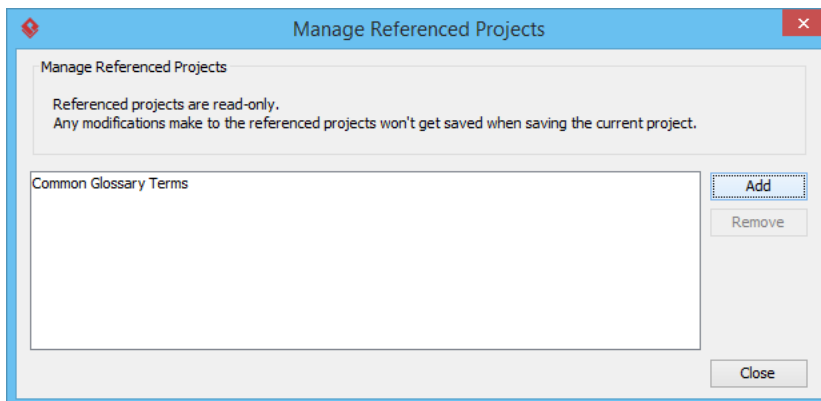 Manage Referenced Projects
Manage Referenced Projects
Referenced projects are read-only.
Any modifications make to the referenced projects won't get saved when saving the current project.
Common Glossary Terms
Add
Remove
Close